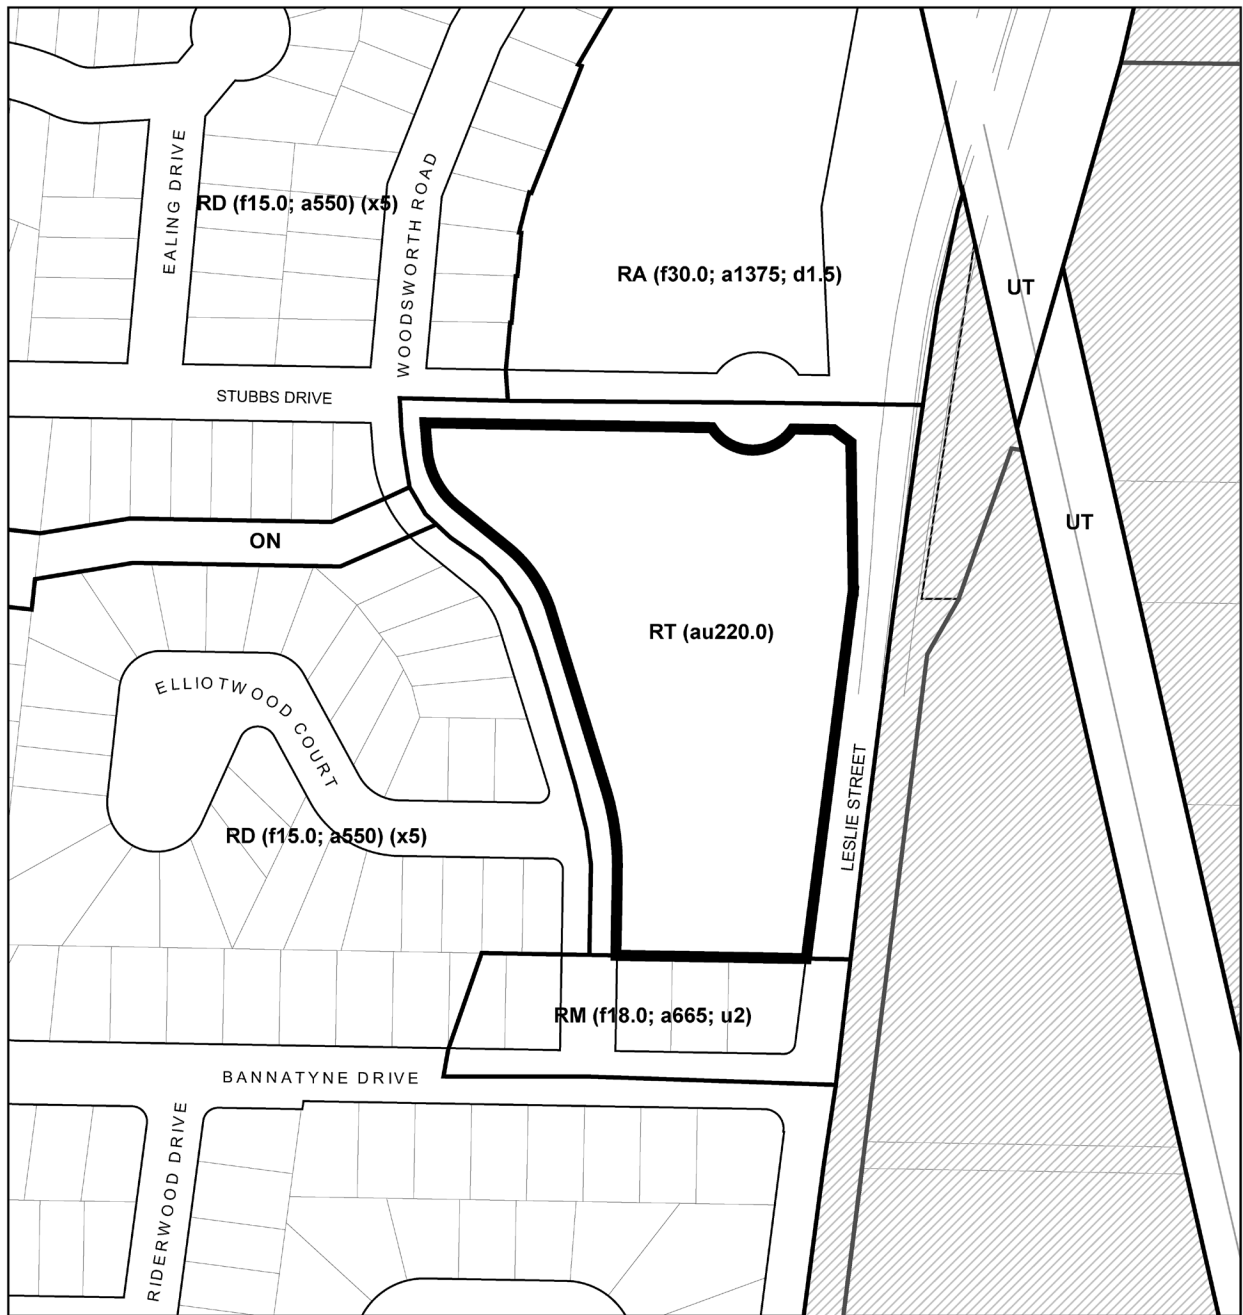 EALING DRIVE
RD (f15.0; a550) (x5)
WOODSWORTH ROAD
RA (f30.0; a1375; d1.5)
UT
STUBBS DRIVE
UT
ON
RT (au220.0)
ELLIOTWOOD COURT
LESLIE STREET
RD (f15.0; a550) (x5)
RM (f18.0; a665; u2)
BANNATYNE DRIVE
RIDERWOOD DRIVE